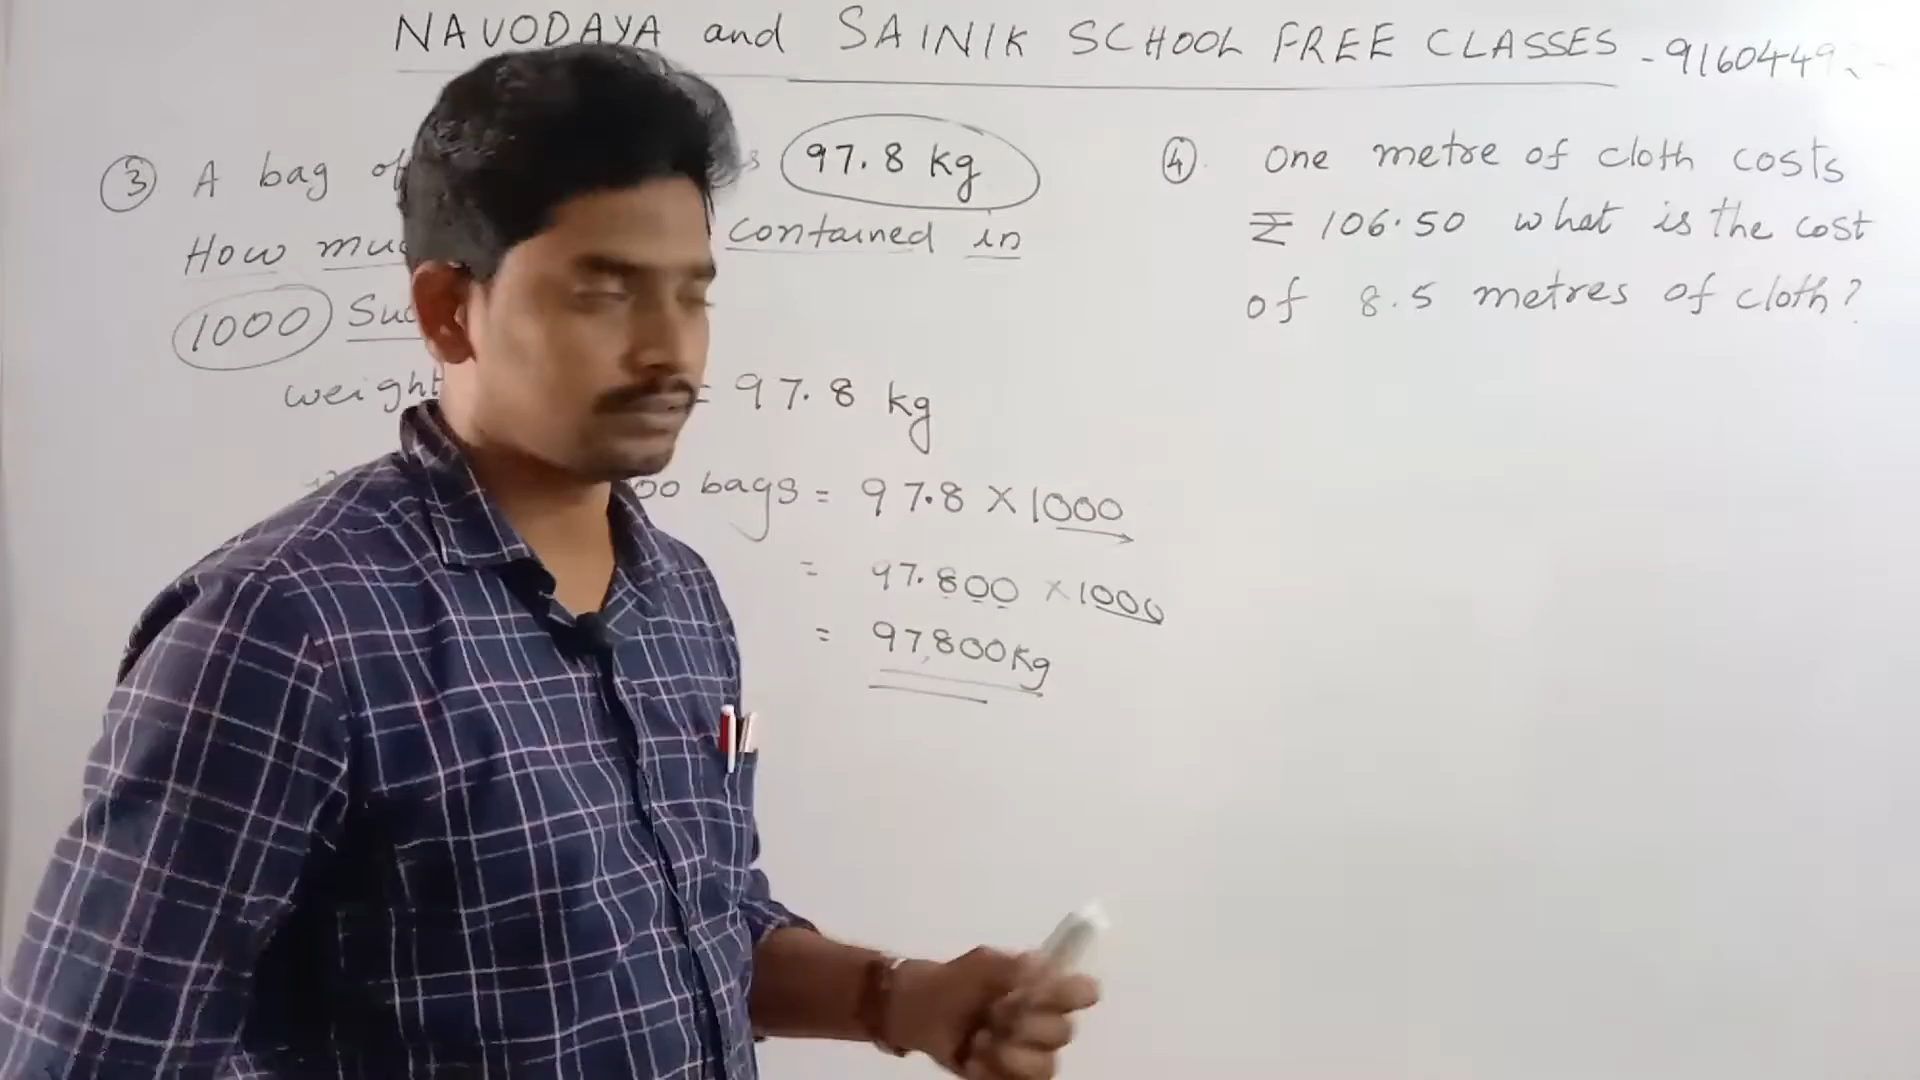 NAVODAYA and SAINIK SCHOOL FREE CLASSES - 9160449
③ A bag of 97.8 kg
How contained in
1000
weight = 97.8 kg
bags = 97.8 × 1000
= 97.800 × 1000
= 97,800 Kg
④ One metre of cloth costs
₹ 106.50 what is the cost
of 8.5 metres of cloth?